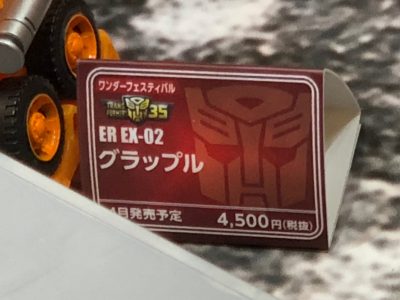 ワンダーフェスティバル
TRANSFORMERS 35
ER EX-02
グラップル
月発売予定 4,500円(税抜)